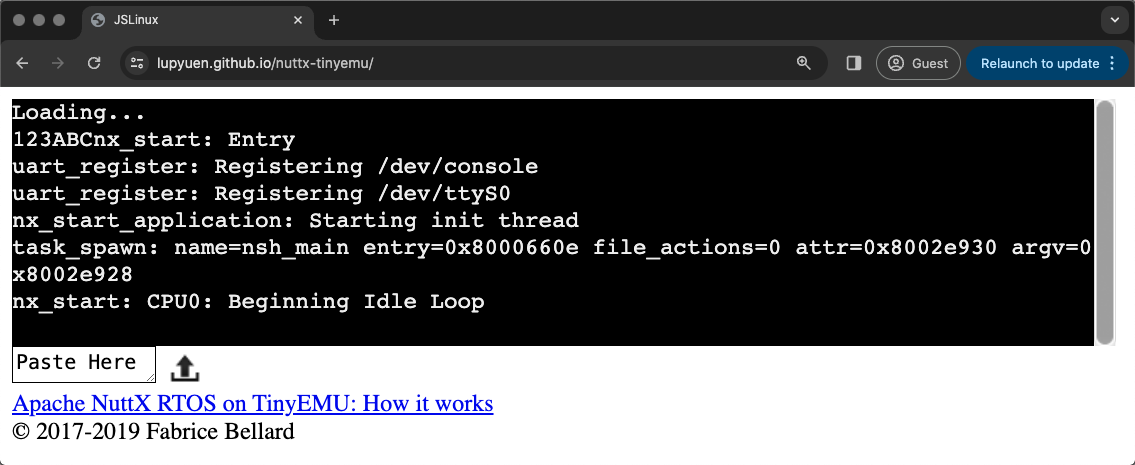 JSLinux
lupyuen.github.io/nuttx-tinyemu/
Guest
Relaunch to update
Loading...
123ABCnx_start: Entry
uart_register: Registering /dev/console
uart_register: Registering /dev/ttyS0
nx_start_application: Starting init thread
task_spawn: name=nsh_main entry=0x8000660e file_actions=0 attr=0x8002e930 argv=0
x8002e928
nx_start: CPU0: Beginning Idle Loop
Paste Here
Apache NuttX RTOS on TinyEMU: How it works
© 2017-2019 Fabrice Bellard